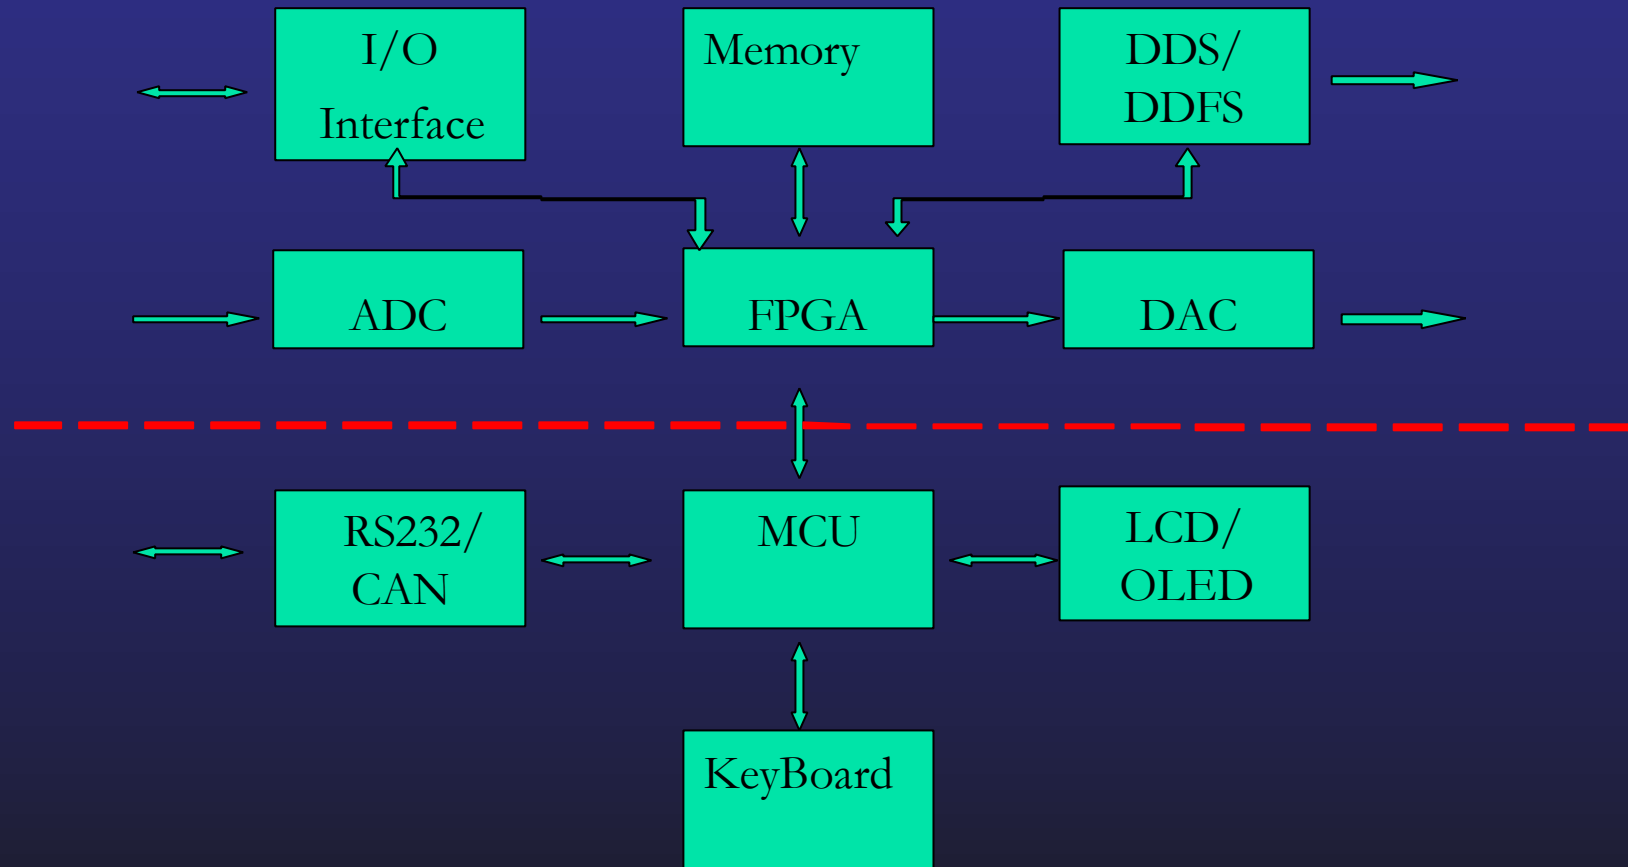 I/O
Interface
Memory
DDS/
DDFS
ADC
FPGA
DAC
RS232/
CAN
MCU
LCD/
OLED
KeyBoard